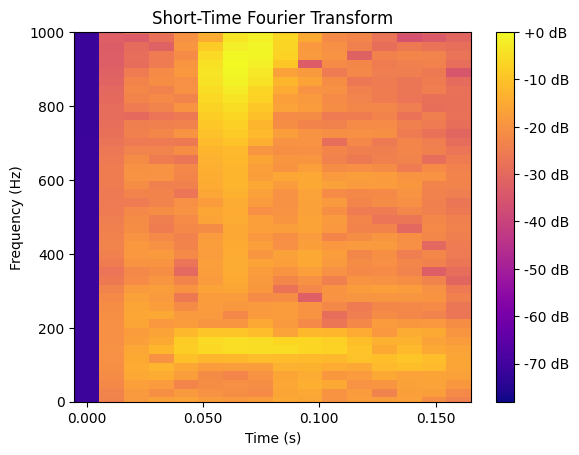 Short-Time Fourier Transform
Frequency (Hz)
1000
800
600
400
200
0
0.000
0.050
0.100
0.150
Time (s)
+0 dB
-10 dB
-20 dB
-30 dB
-40 dB
-50 dB
-60 dB
-70 dB